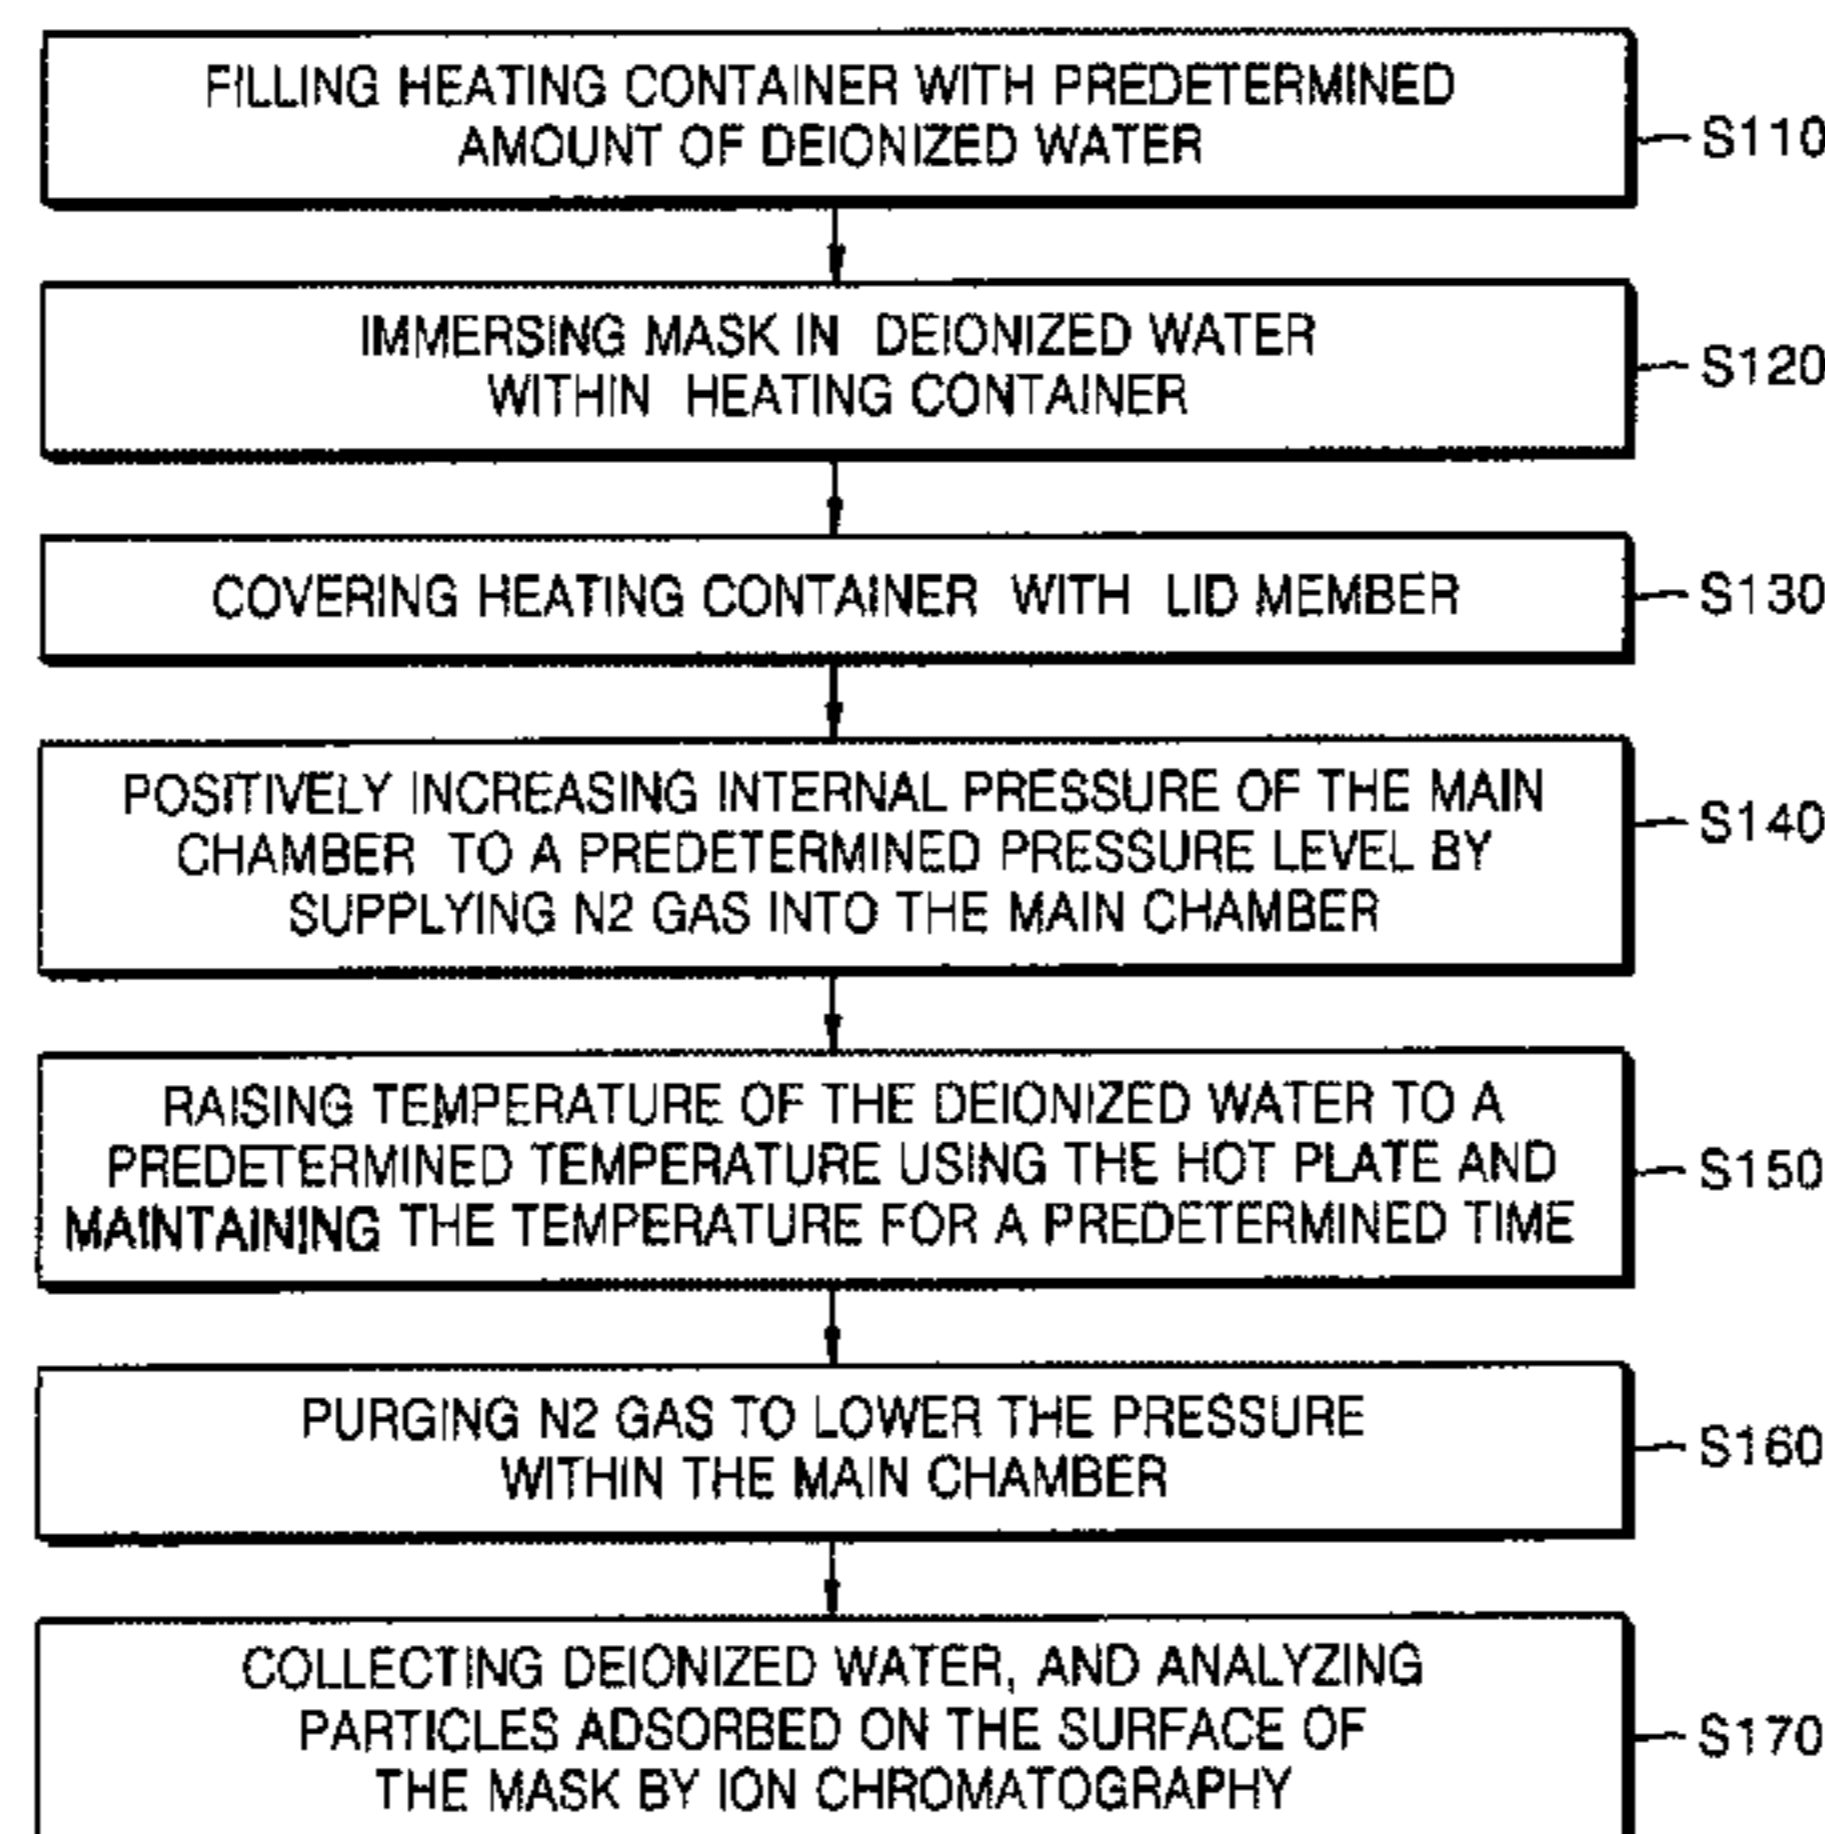 FILLING HEATING CONTAINER WITH PREDETERMINED
AMOUNT OF DEIONIZED WATER
S110
IMMERSING MASK IN DEIONIZED WATER
WITHIN HEATING CONTAINER
S120
COVERING HEATING CONTAINER WITH LID MEMBER
S130
POSITIVELY INCREASING INTERNAL PRESSURE OF THE MAIN
CHAMBER TO A PREDETERMINED PRESSURE LEVEL BY
SUPPLYING N2 GAS INTO THE MAIN CHAMBER
S140
RAISING TEMPERATURE OF THE DEIONIZED WATER TO A
PREDETERMINED TEMPERATURE USING THE HOT PLATE AND
MAINTAINING THE TEMPERATURE FOR A PREDETERMINED TIME
S150
PURGING N2 GAS TO LOWER THE PRESSURE
WITHIN THE MAIN CHAMBER
S160
COLLECTING DEIONIZED WATER, AND ANALYZING
PARTICLES ADSORBED ON THE SURFACE OF
THE MASK BY ION CHROMATOGRAPHY
S170